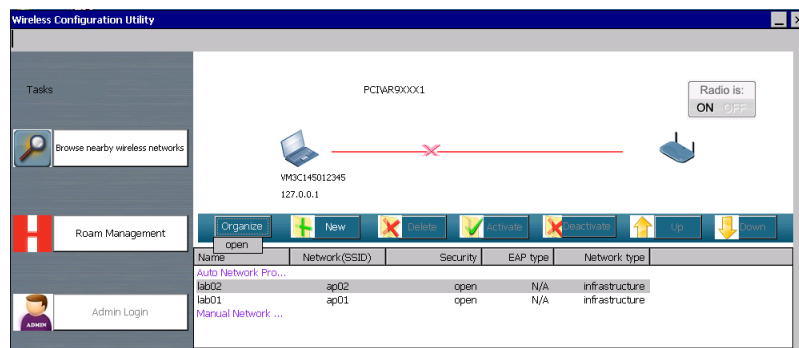 Wireless Configuration Utility
Tasks
PCI\AR9XXX1
Radio is:
ON OFF
Browse nearby wireless networks
VM3C145012345
127.0.0.1
Roam Management
Organize New Delete Activate Deactivate Up Down
open
Name Network(SSID) Security EAP type Network type
Auto Network Pro...
lab02 ap02 open N/A infrastructure
lab01 ap01 open N/A infrastructure
Manual Network ...
Admin Login
ADMIN